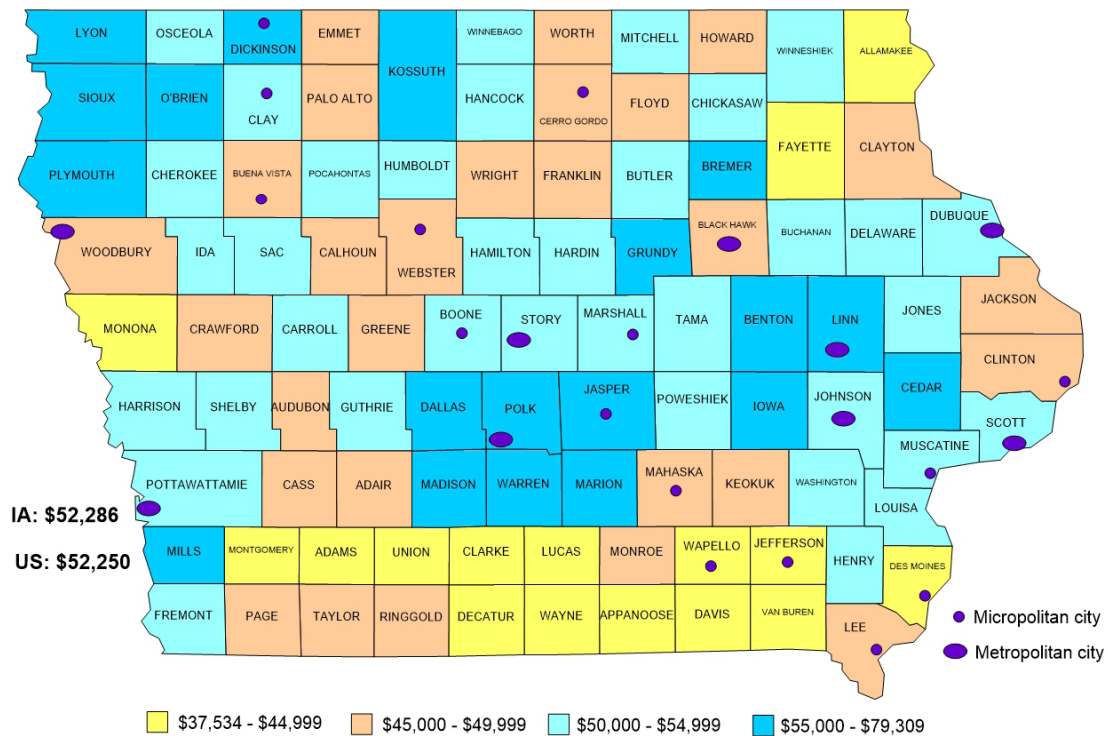 LYON OSCEOLA DICKINSON EMMET KOSSUTH WINNEBAGO WORTH MITCHELL HOWARD WINNESHIEK ALLAMAKEE
SIOUX O'BRIEN CLAY PALO ALTO HANCOCK CERRO GORDO FLOYD CHICKASAW
FAYETTE CLAYTON
PLYMOUTH CHEROKEE BUENA VISTA POCAHONTAS HUMBOLDT WRIGHT FRANKLIN BUTLER BREMER
WOODBURY IDA SAC CALHOUN WEBSTER HAMILTON HARDIN GRUNDY BLACK HAWK BUCHANAN DELAWARE DUBUQUE
MONONA CRAWFORD CARROLL GREENE BOONE STORY MARSHALL TAMA BENTON LINN JONES JACKSON
CLINTON
HARRISON SHELBY AUDUBON GUTHRIE DALLAS POLK JASPER POWESHIEK IOWA JOHNSON CEDAR SCOTT
MUSCATINE
POTTAWATTAMIE CASS ADAIR MADISON WARREN MARION MAHASKA KEOKUK WASHINGTON LOUISA
IA: $52,286
US: $52,250
MILLS MONTGOMERY ADAMS UNION CLARKE LUCAS MONROE WAPELLO JEFFERSON HENRY DES MOINES
FREMONT PAGE TAYLOR RINGGOLD DECATUR WAYNE APPANOOSE DAVIS VAN BUREN LEE
Micropolitan city
Metropolitan city
$37,534 - $44,999 $45,000 - $49,999 $50,000 - $54,999 $55,000 - $79,309